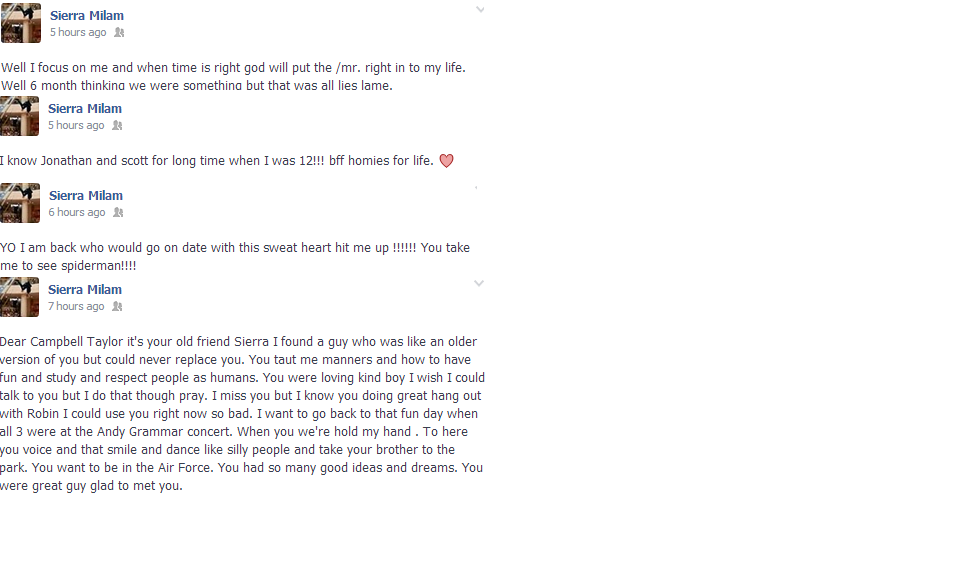 Sierra Milam
5 hours ago
Well I focus on me and when time is right god will put the /mr. right in to my life.
Well 6 month thinking we were something but that was all lies lame.
Sierra Milam
5 hours ago
I know Jonathan and scott for long time when I was 12!!! bff homies for life.
Sierra Milam
6 hours ago
YO I am back who would go on date with this sweat heart hit me up !!!!!! You take
me to see spiderman!!!!
Sierra Milam
7 hours ago
Dear Campbell Taylor it's your old friend Sierra I found a guy who was like an older
version of you but could never replace you. You taut me manners and how to have
fun and study and respect people as humans. You were loving kind boy I wish I could
talk to you but I do that though pray. I miss you but I know you doing great hang out
with Robin I could use you right now so bad. I want to go back to that fun day when
all 3 were at the Andy Grammar concert. When you we're hold my hand . To here
you voice and that smile and dance like silly people and take your brother to the
park. You want to be in the Air Force. You had so many good ideas and dreams. You
were great guy glad to met you.